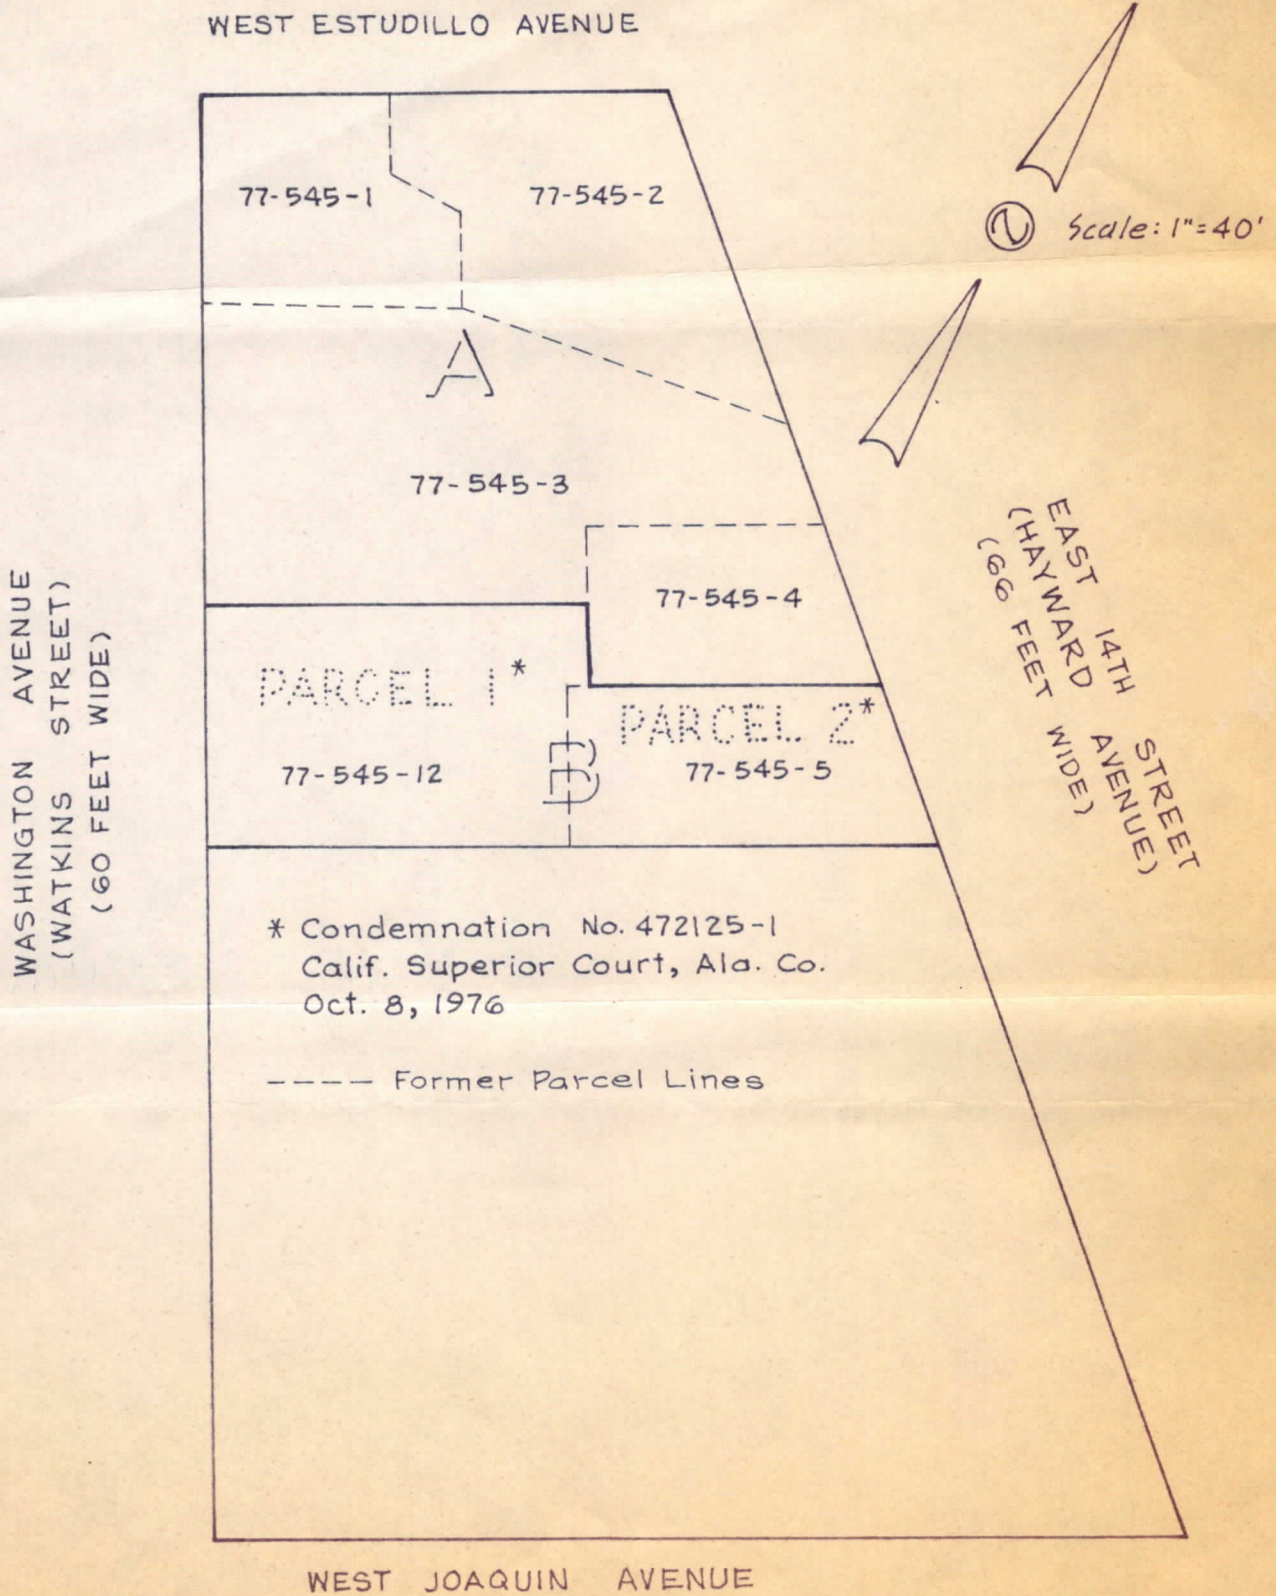 WEST ESTUDILLO AVENUE
77-545-1
77-545-2
N Scale: 1"=40'
A
77-545-3
77-545-4
WASHINGTON AVENUE
(WATKINS STREET)
(60 FEET WIDE)
EAST 14TH STREET
(HAYWARD AVENUE)
(66 FEET WIDE)
PARCEL 1*
PARCEL 2*
B
77-545-12
77-545-5
* Condemnation No. 472125-1
Calif. Superior Court, Ala. Co.
Oct. 8, 1976
---- Former Parcel Lines
WEST JOAQUIN AVENUE